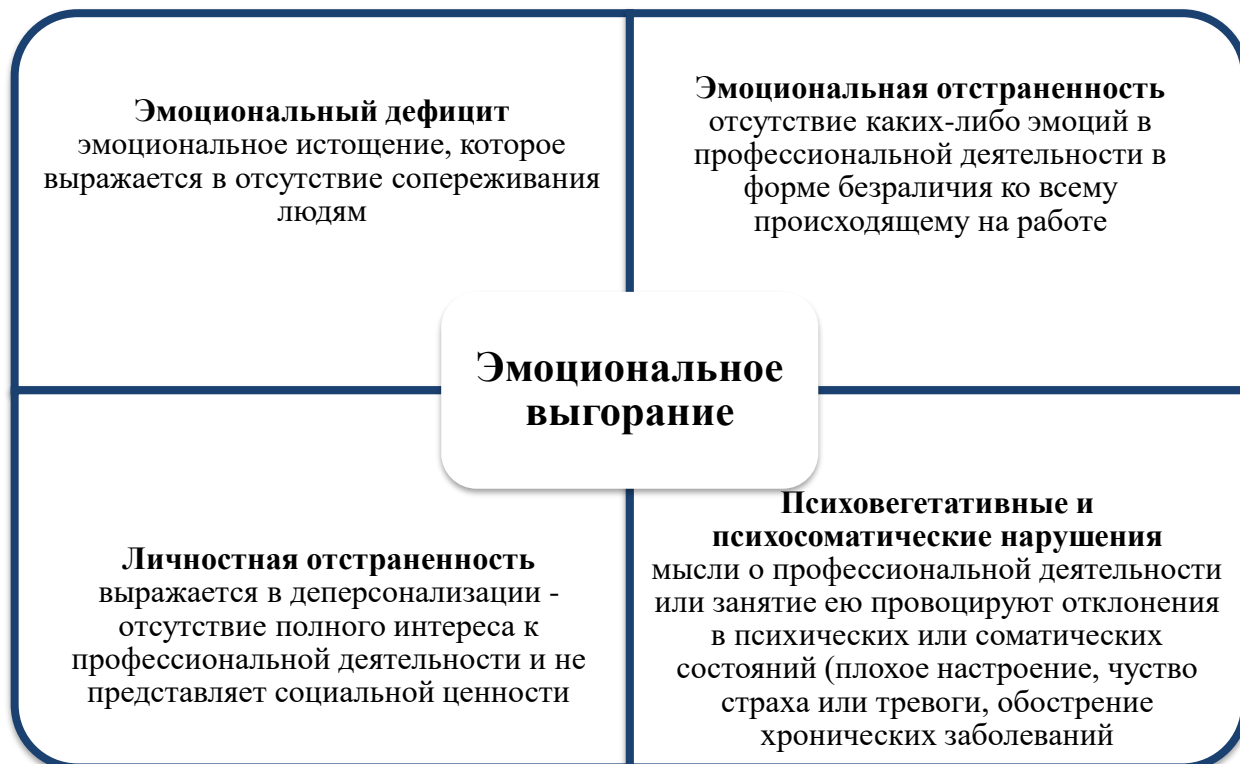 Эмоциональный дефицит
эмоциональное истощение, которое
выражается в отсутствие сопереживания
людям
Эмоциональная отстраненность
отсутствие каких-либо эмоций в
профессиональной деятельности в
форме безраличия ко всему
происходящему на работе
Эмоциональное
выгорание
Личностная отстраненность
выражается в деперсонализации -
отсутствие полного интереса к
профессиональной деятельности и не
представляет социальной ценности
Психовегетативные и
психосоматические нарушения
мысли о профессиональной деятельности
или занятие ею провоцируют отклонения
в психических или соматических
состояний (плохое настроение, чуство
страха или тревоги, обострение
хронических заболеваний